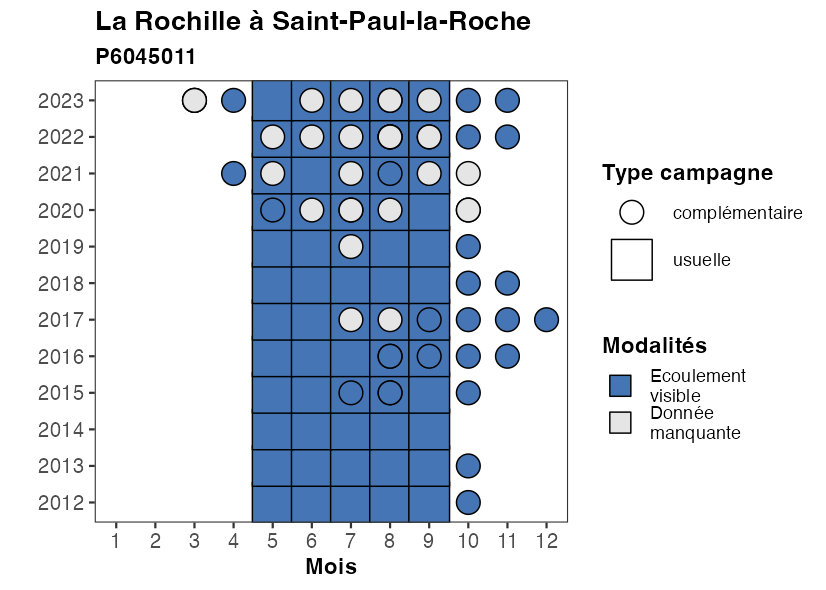 La Rochille à Saint-Paul-la-Roche
P6045011
2023
2022
2021
2020
2019
2018
2017
2016
2015
2014
2013
2012
1 2 3 4 5 6 7 8 9 10 11 12
Mois
Type campagne
complémentaire
usuelle
Modalités
Ecoulement
visible
Donnée
manquante